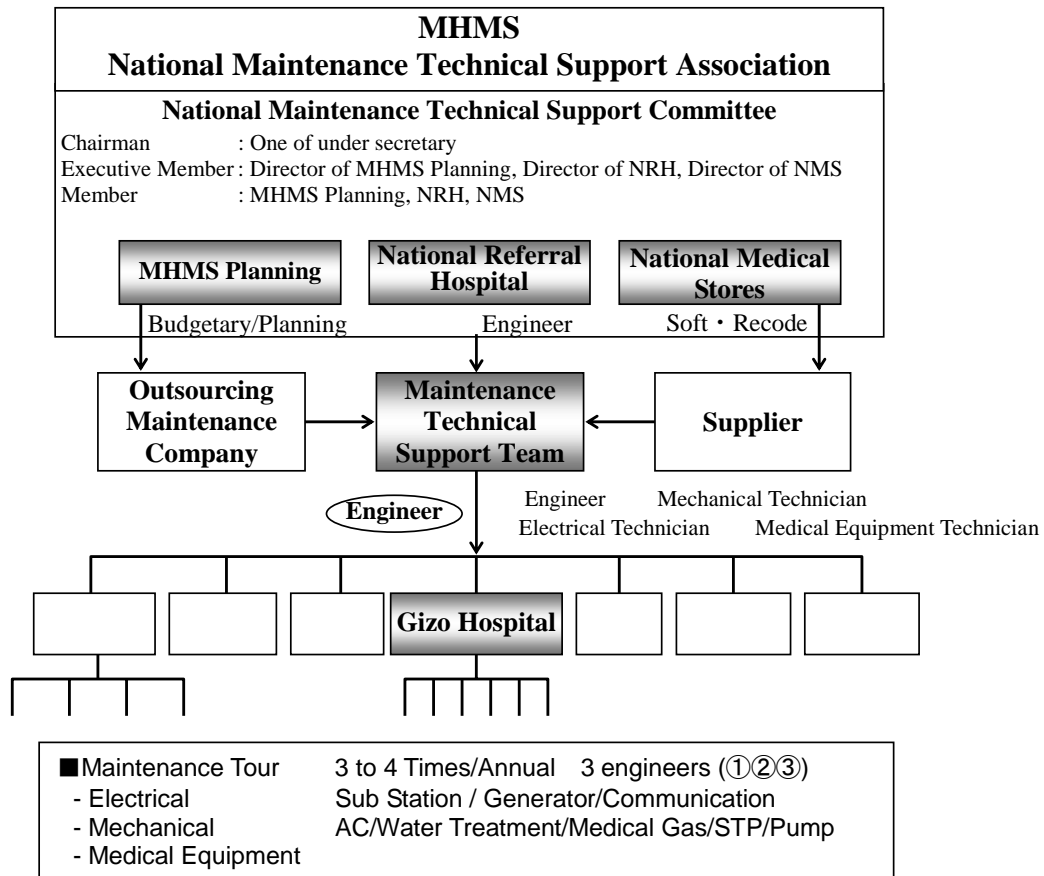 MHMS
National Maintenance Technical Support Association
National Maintenance Technical Support Committee
Chairman : One of under secretary
Executive Member : Director of MHMS Planning, Director of NRH, Director of NMS
Member : MHMS Planning, NRH, NMS
MHMS Planning
National Referral
Hospital
National Medical
Stores
Budgetary/Planning
Engineer
Soft・Recode
Outsourcing
Maintenance
Company
Maintenance
Technical
Support Team
Supplier
Engineer
Engineer Mechanical Technician
Electrical Technician Medical Equipment Technician
Gizo Hospital
■Maintenance Tour 3 to 4 Times/Annual 3 engineers (①②③)
- Electrical Sub Station / Generator/Communication
- Mechanical AC/Water Treatment/Medical Gas/STP/Pump
- Medical Equipment